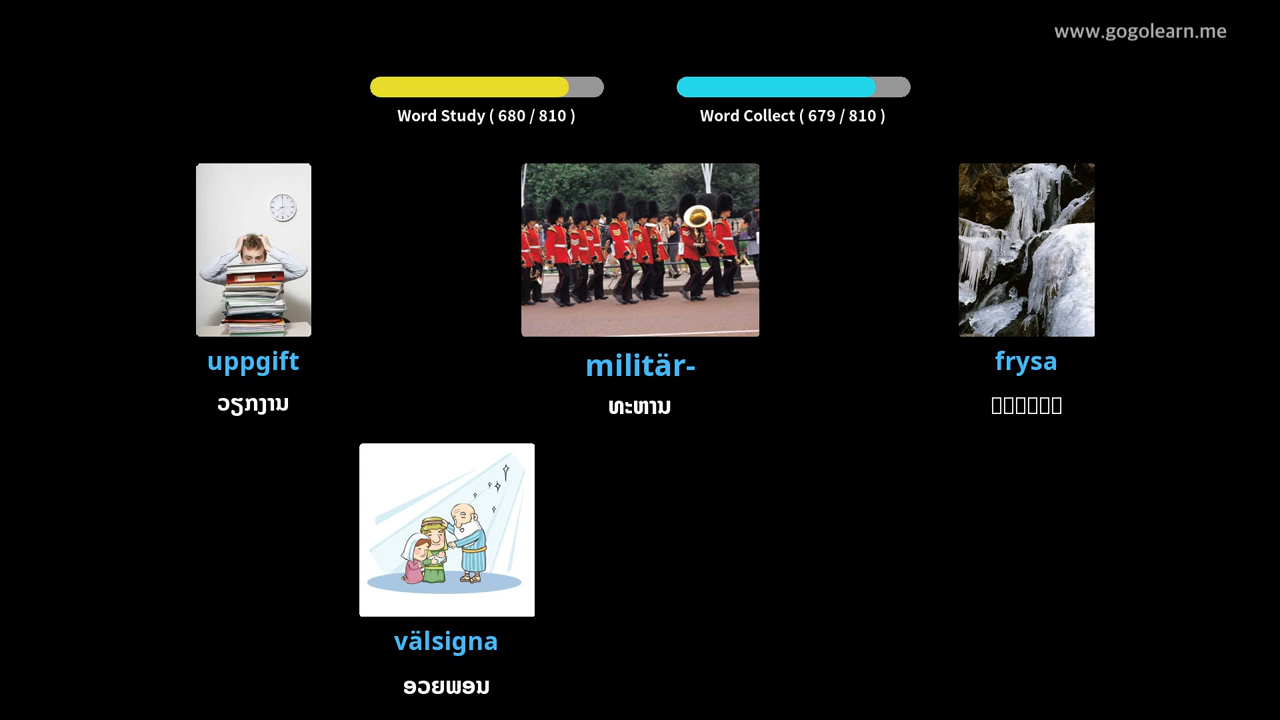 www.gogolearn.me
Word Study ( 680 / 810 )
Word Collect ( 679 / 810 )
uppgift
ວຽກງານ
militär-
ທະຫານ
frysa
välsigna
ອວຍພອນ